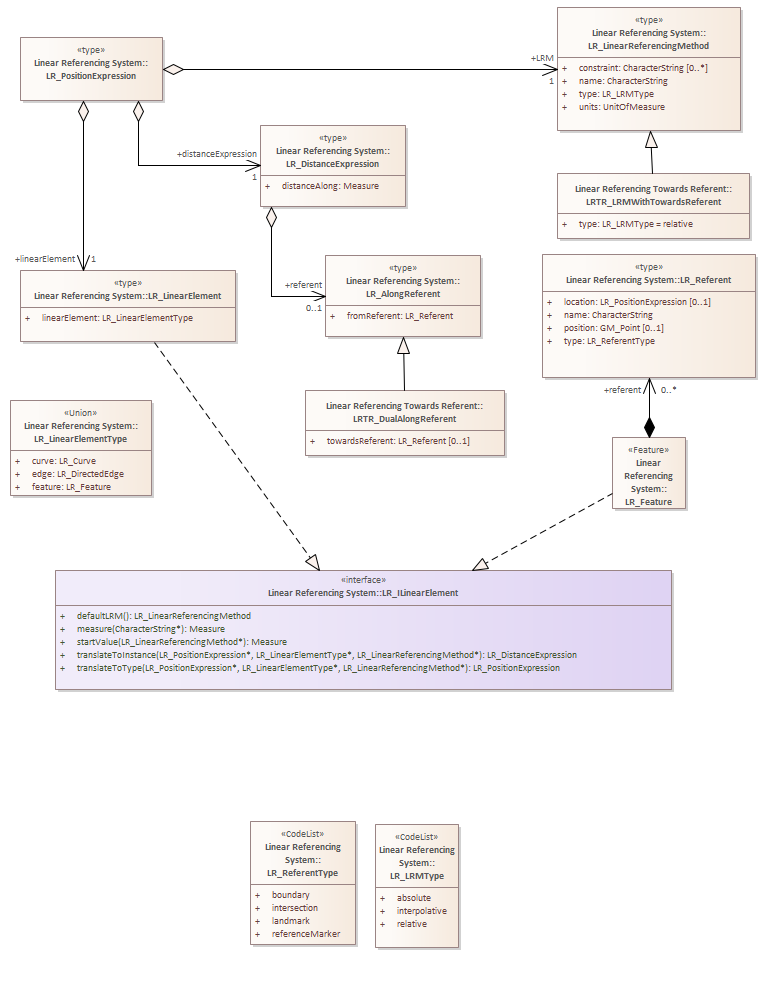 «type»
Linear Referencing System::
LR_PositionExpression
+LRM
1
«type»
Linear Referencing System::
LR_LinearReferencingMethod
+ constraint: CharacterString [0..*]
+ name: CharacterString
+ type: LR_LRMType
+ units: UnitOfMeasure
+distanceExpression
1
«type»
Linear Referencing System::
LR_DistanceExpression
+ distanceAlong: Measure
Linear Referencing Towards Referent::
LRTR_LRMWithTowardsReferent
+ type: LR_LRMType = relative
+linearElement 1
«type»
Linear Referencing System::LR_LinearElement
+ linearElement: LR_LinearElementType
+referent
0..1
«type»
Linear Referencing System::
LR_AlongReferent
+ fromReferent: LR_Referent
«type»
Linear Referencing System::LR_Referent
+ location: LR_PositionExpression [0..1]
+ name: CharacterString
+ position: GM_Point [0..1]
+ type: LR_ReferentType
+referent 0..*
«Union»
Linear Referencing System::
LR_LinearElementType
+ curve: LR_Curve
+ edge: LR_DirectedEdge
+ feature: LR_Feature
Linear Referencing Towards Referent::
LRTR_DualAlongReferent
+ towardsReferent: LR_Referent [0..1]
«Feature»
Linear
Referencing
System::
LR_Feature
«interface»
Linear Referencing System::LR_ILinearElement
+ defaultLRM(): LR_LinearReferencingMethod
+ measure(CharacterString*): Measure
+ startValue(LR_LinearReferencingMethod*): Measure
+ translateToInstance(LR_PositionExpression*, LR_LinearElementType*, LR_LinearReferencingMethod*): LR_DistanceExpression
+ translateToType(LR_PositionExpression*, LR_LinearElementType*, LR_LinearReferencingMethod*): LR_PositionExpression
«CodeList»
Linear Referencing
System::
LR_ReferentType
+ boundary
+ intersection
+ landmark
+ referenceMarker
«CodeList»
Linear Referencing
System::
LR_LRMType
+ absolute
+ interpolative
+ relative